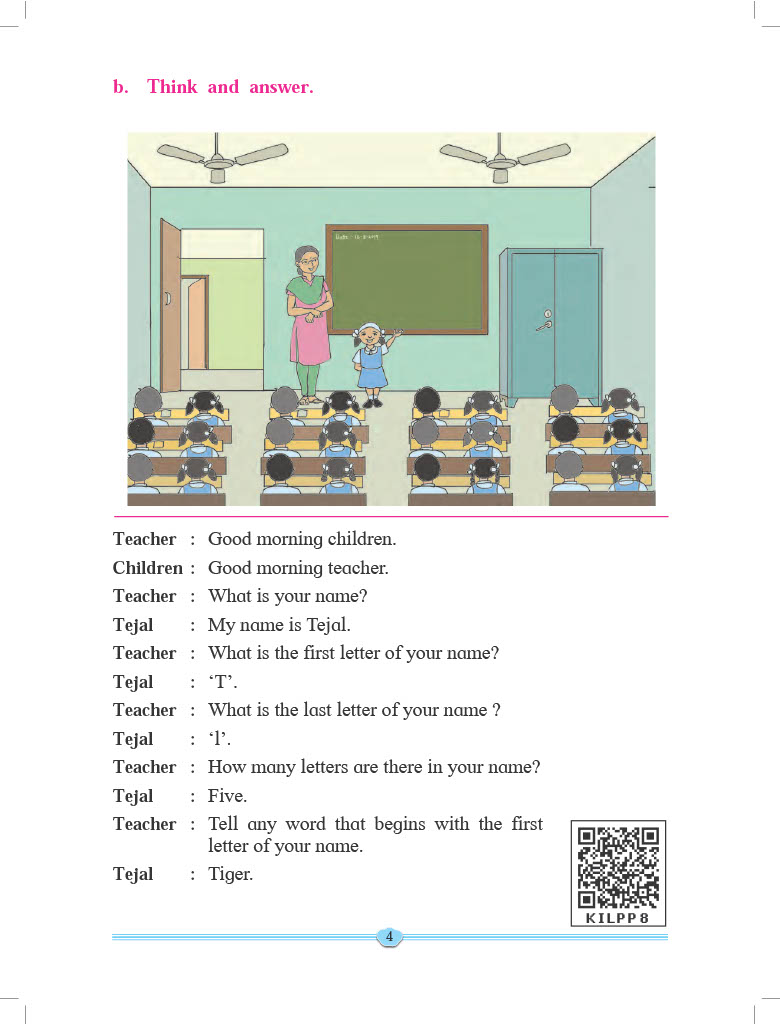 b. Think and answer.
Teacher : Good morning children.
Children : Good morning teacher.
Teacher : What is your name?
Tejal : My name is Tejal.
Teacher : What is the first letter of your name?
Tejal : ‘T’.
Teacher : What is the last letter of your name ?
Tejal : ‘l’.
Teacher : How many letters are there in your name?
Tejal : Five.
Teacher : Tell any word that begins with the first
letter of your name.
Tejal : Tiger.
KILPP8
4